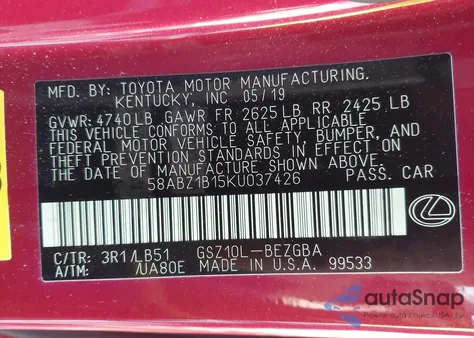 MFD. BY: TOYOTA MOTOR MANUFACTURING.
KENTUCKY, INC 05/19
GVWR: 4740LB GAWR FR 2625LB RR 2425 LB
THIS VEHICLE CONFORMS TO ALL APPLICABLE
FEDERAL MOTOR VEHICLE SAFETY, BUMPER, AND
THEFT PREVENTION STANDARDS IN EFFECT ON
THE DATE OF MANUFACTURE SHOWN ABOVE.
58ABZ1B15KU037426 PASS. CAR
C/TR: 3R1/LB51 GSZ10L-BEZGBA
A/TM: /UA80E MADE IN U.S.A. 99533
autoSnap